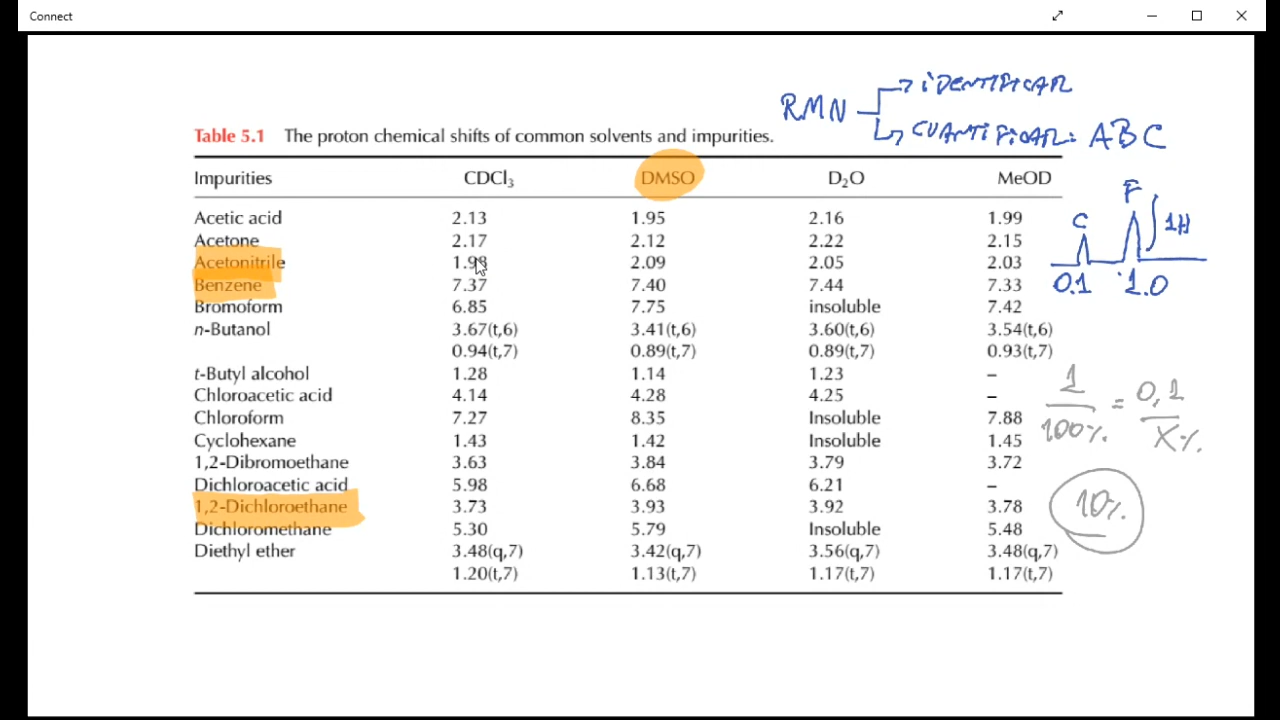 Connect
RMN → IDENTIFICAR
→ CUANTIFICAR: ABC
Table 5.1 The proton chemical shifts of common solvents and impurities.
Impurities CDCl₃ DMSO D₂O MeOD
Acetic acid 2.13 1.95 2.16 1.99
Acetone 2.17 2.12 2.22 2.15
Acetonitrile 1.98 2.09 2.05 2.03
Benzene 7.37 7.40 7.44 7.33
Bromoform 6.85 7.75 insoluble 7.42
n-Butanol 3.67(t,6) 3.41(t,6) 3.60(t,6) 3.54(t,6)
0.94(t,7) 0.89(t,7) 0.89(t,7) 0.93(t,7)
t-Butyl alcohol 1.28 1.14 1.23 –
Chloroacetic acid 4.14 4.28 4.25 –
Chloroform 7.27 8.35 Insoluble 7.88
Cyclohexane 1.43 1.42 Insoluble 1.45
1,2-Dibromoethane 3.63 3.84 3.79 3.72
Dichloroacetic acid 5.98 6.68 6.21 –
1,2-Dichloroethane 3.73 3.93 3.92 3.78
Dichloromethane 5.30 5.79 Insoluble 5.48
Diethyl ether 3.48(q,7) 3.42(q,7) 3.56(q,7) 3.48(q,7)
1.20(t,7) 1.13(t,7) 1.17(t,7) 1.17(t,7)
C F 1H
0.1 1.0
1 = 0,1
100% X%
10%